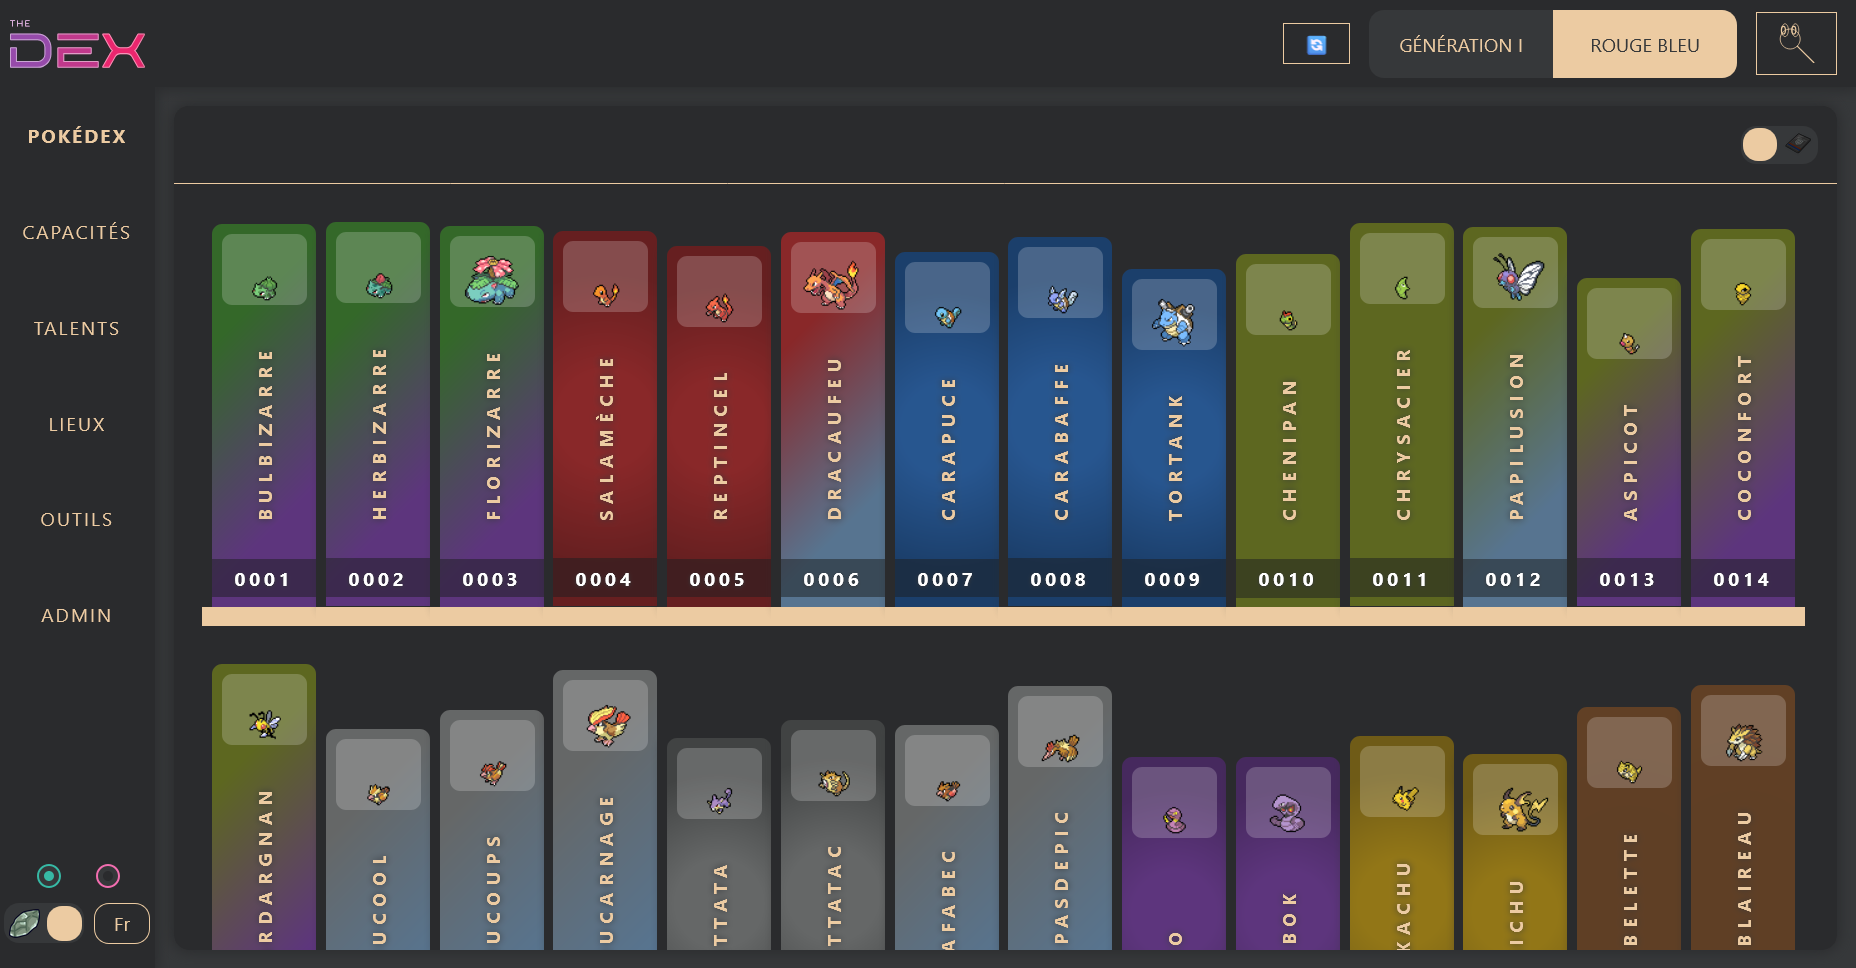 THE
DEX
GÉNÉRATION I
ROUGE BLEU
POKÉDEX
CAPACITÉS
TALENTS
LIEUX
OUTILS
ADMIN
Fr
BULBIZARRE
HERBIZARRE
FLORIZARRE
SALAMÈCHE
REPTINCEL
DRACAUFEU
CARAPUCE
CARABAFFE
TORTANK
CHENIPAN
CHRYSACIER
PAPILUSION
ASPICOT
COCONFORT
0001
0002
0003
0004
0005
0006
0007
0008
0009
0010
0011
0012
0013
0014
RDARGNAN
UCOOL
UCOUPS
UCARNAGE
TTATA
TTATAC
AFABEC
PASDEPIC
O
BOK
KACHU
ICHU
BELETTE
BLAIREAU